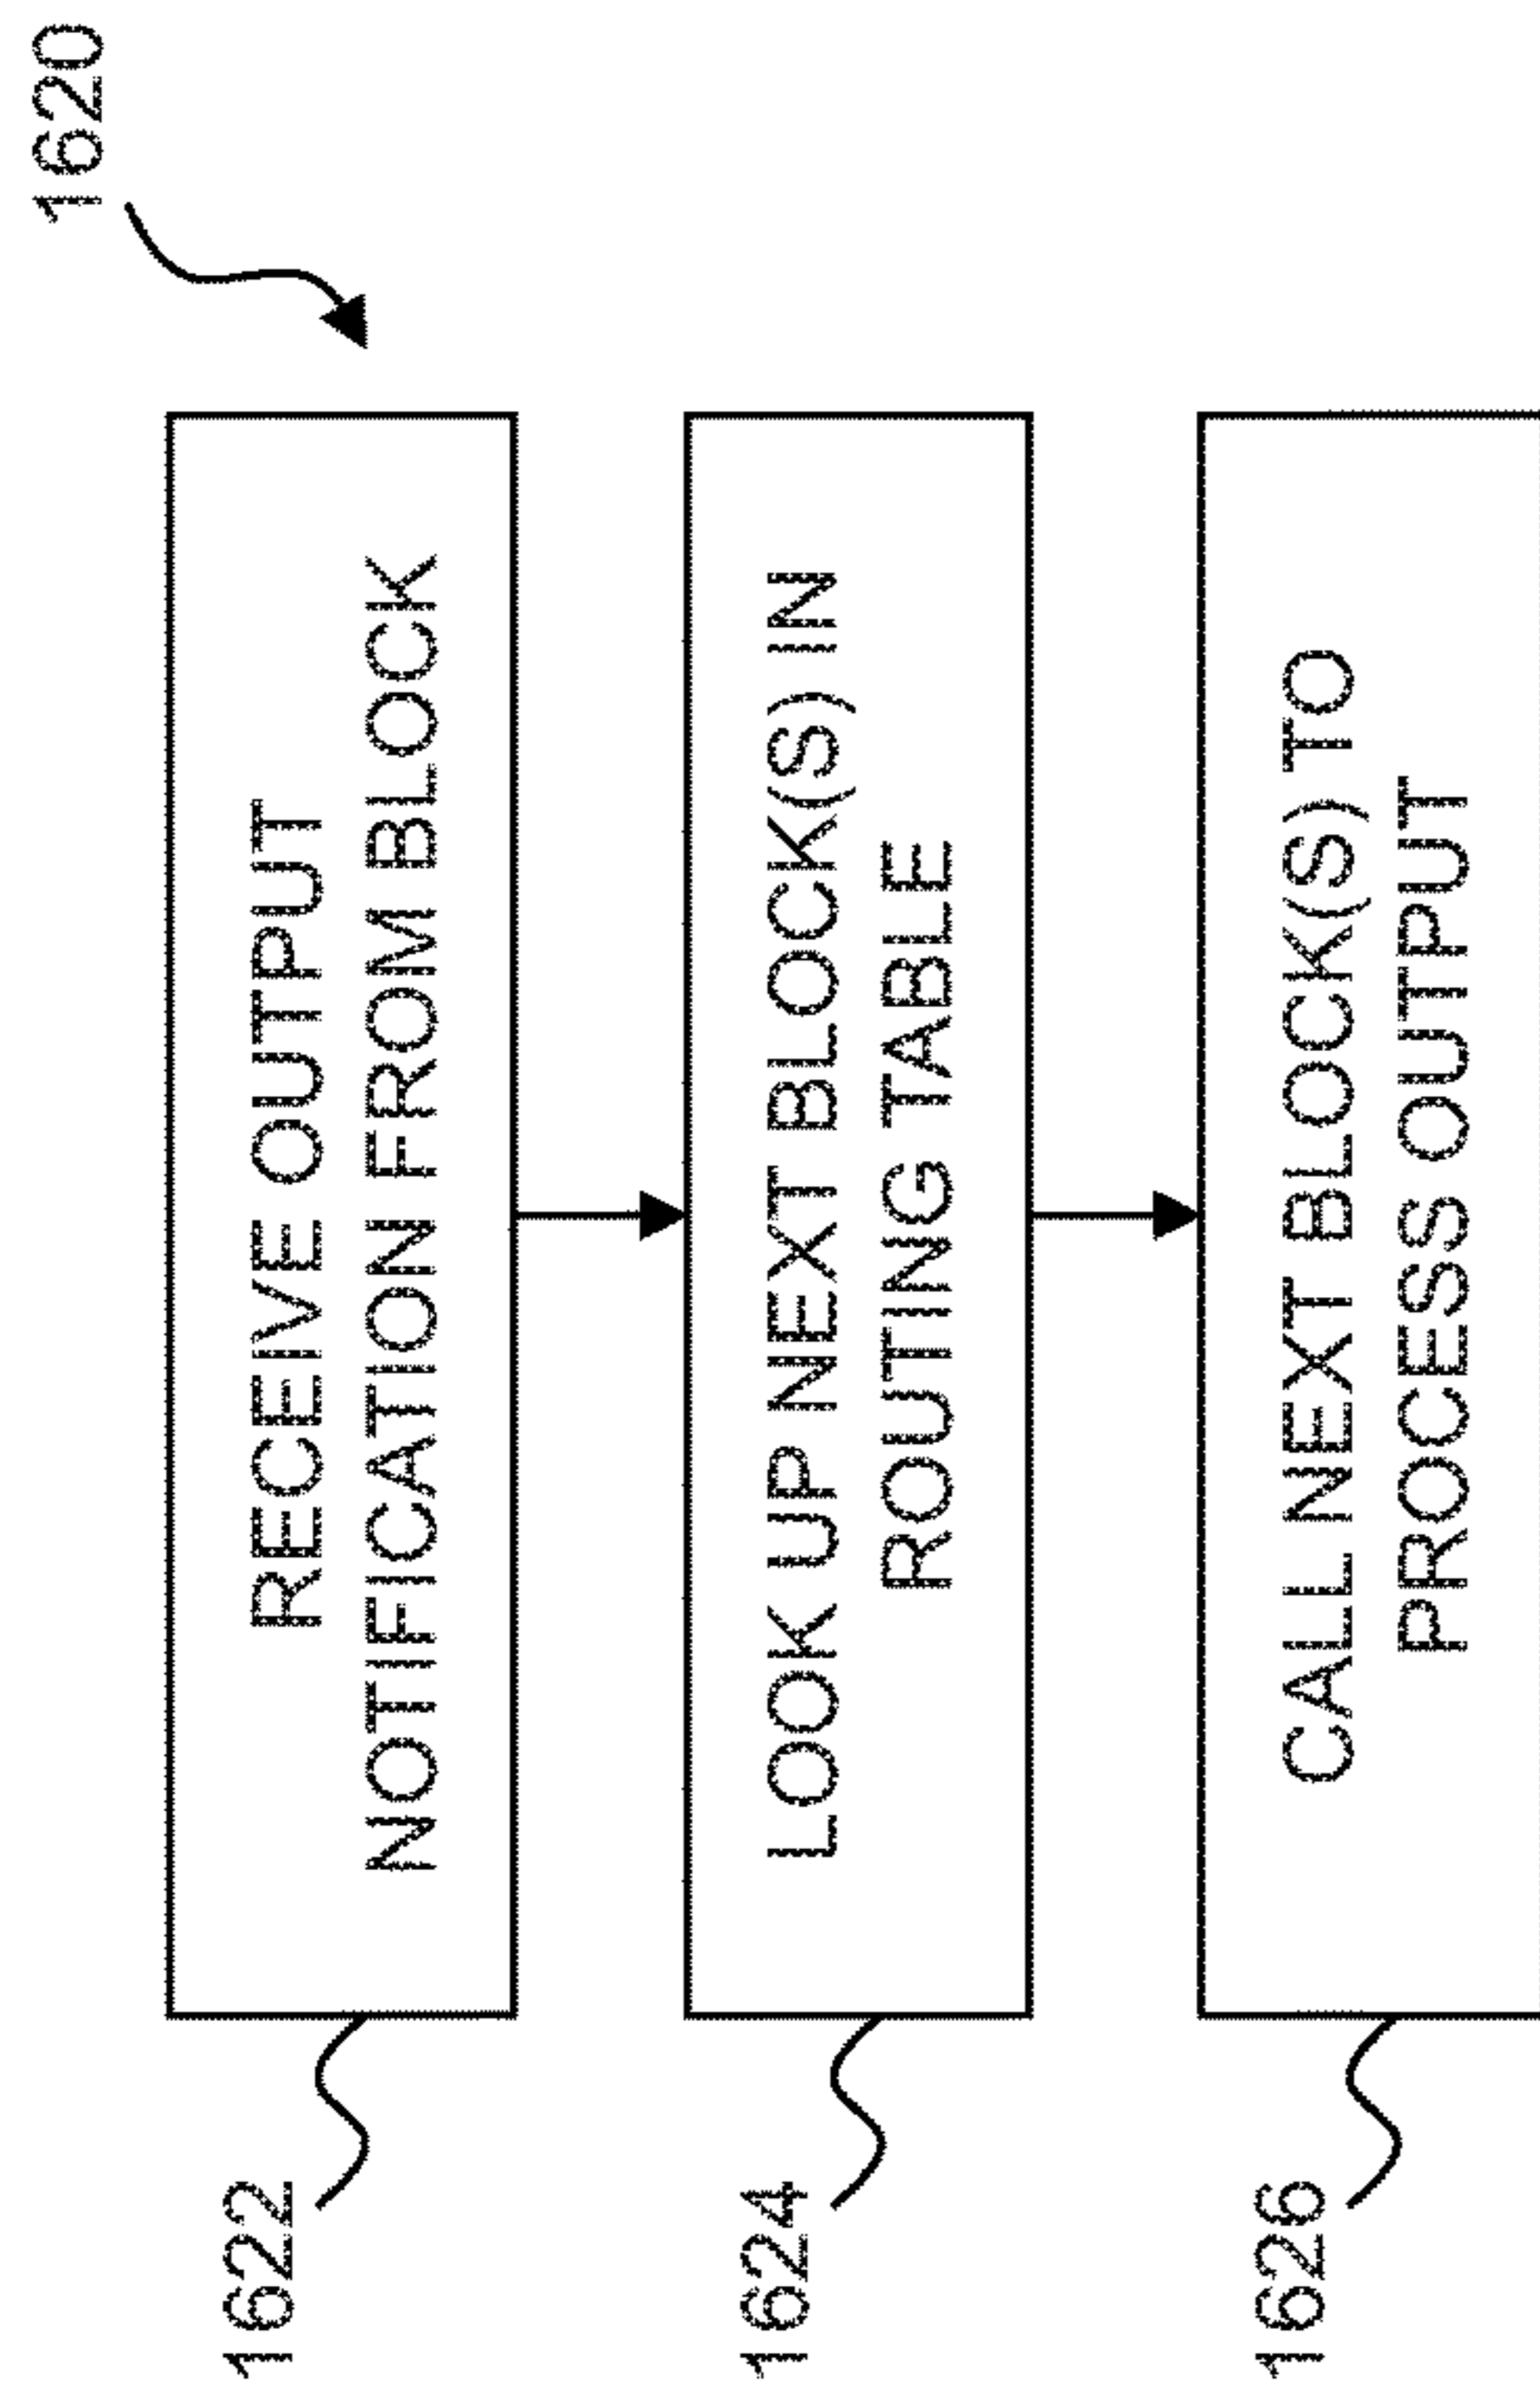 1620
1622
RECEIVE OUTPUT
NOTIFICATION FROM BLOCK
1624
LOOK UP NEXT BLOCK(S) IN
ROUTING TABLE
1626
CALL NEXT BLOCK(S) TO
PROCESS OUTPUT